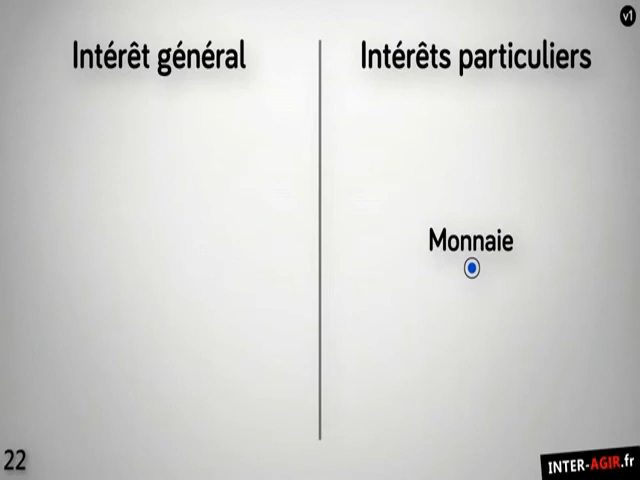 v1
Intérêt général
Intérêts particuliers
Monnaie
22
INTER-AGIR.fr